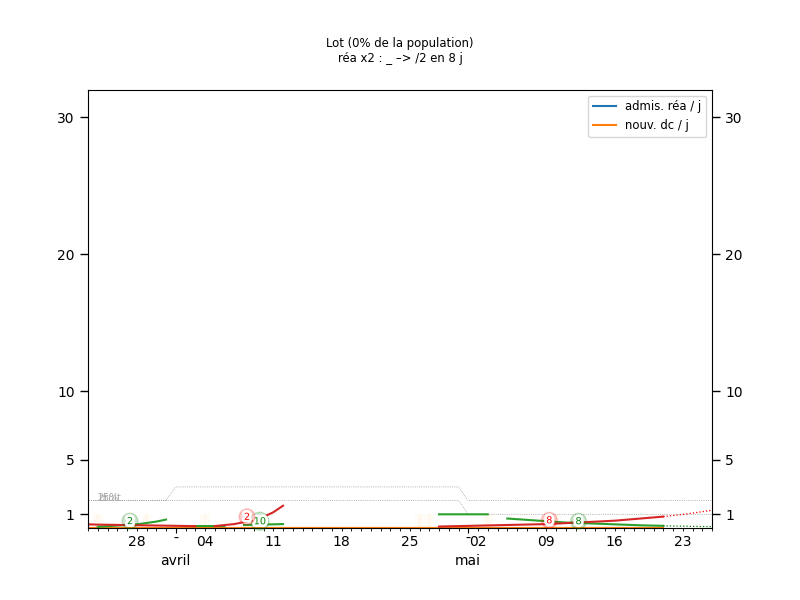 Lot (0% de la population)
réa x2 : _ –> /2 en 8 j
admis. réa / j
nouv. dc / j
30 30
20 20
10 10
5 5
1 1
2 2 10 8 8
28 - 04 11 18 25 - 02 09 16 23
avril mai